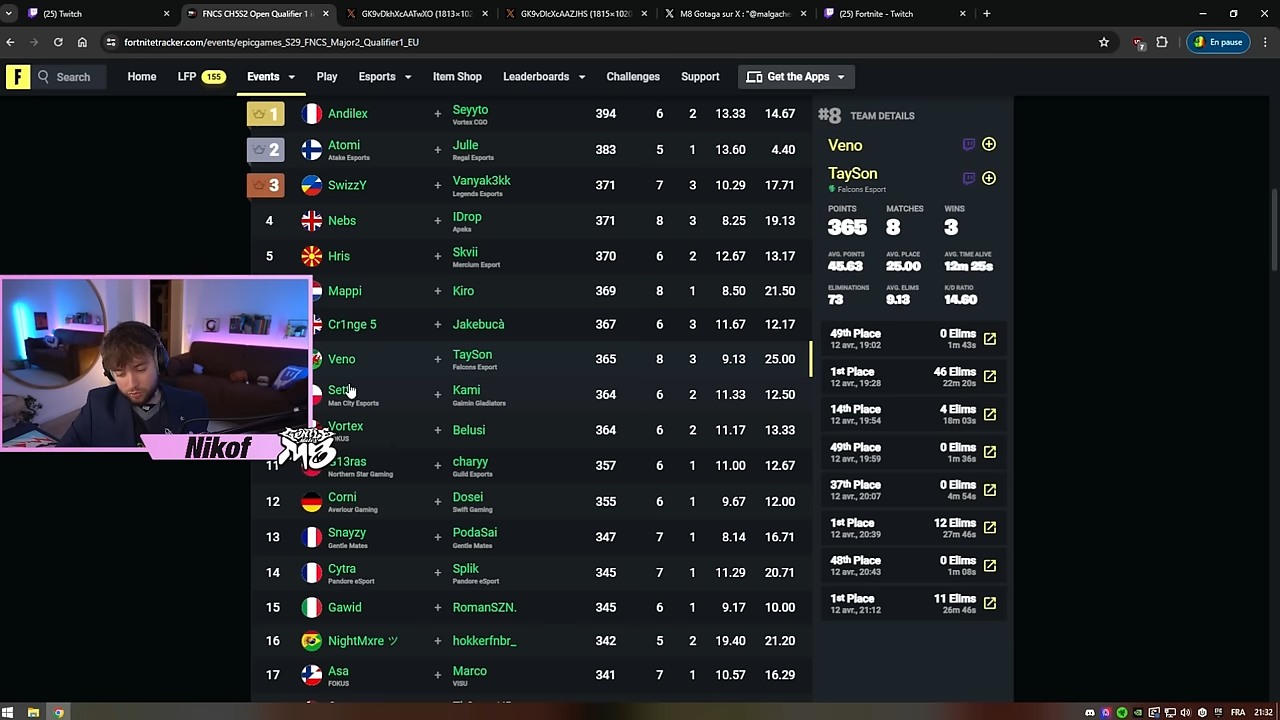 (25) Twitch
FNCS CH5S2 Open Qualifier 1 i
GK9vDkhXcAATwXO (1813×102
GK9vDIcXcAAZJHS (1815×1020
M8 Gotaga sur X : "@malgache
(25) Fortnite - Twitch
fortnitetracker.com/events/epicgames_S29_FNCS_Major2_Qualifier1_EU
7
En pause
F
Search
Home
LFP 155
Events
Play
Esports
Item Shop
Leaderboards
Challenges
Support
Get the Apps
1 Andilex + Seyyto 394 6 2 13.33 14.67
Vortex CGO
2 Atomi + Julle 383 5 1 13.60 4.40
Atake Esports Regal Esports
3 SwizzY + Vanyak3kk 371 7 3 10.29 17.71
Legends Esports
4 Nebs + IDrop 371 8 3 8.25 19.13
Apeks
5 Hris + Skvii 370 6 2 12.67 13.17
Mercium Esport
Mappi + Kiro 369 8 1 8.50 21.50
Cr1nge 5 + Jakebucà 367 6 3 11.67 12.17
Veno + TaySon 365 8 3 9.13 25.00
Falcons Esport
Sett + Kami 364 6 2 11.33 12.50
Man City Esports Gaimin Gladiators
Vortex + Belusi 364 6 2 11.17 13.33
11 + charyy 357 6 1 11.00 12.67
Northern Star Gaming Guild Esports
12 Corni + Dosei 355 6 1 9.67 12.00
Averiour Gaming Swift Gaming
13 Snayzy + PodaSai 347 7 1 8.14 16.71
Gentle Mates Gentle Mates
14 Cytra + Splik 345 7 1 11.29 20.71
Pandore eSport Pandore eSport
15 Gawid + RomanSZN. 345 6 1 9.17 10.00
16 NightMxre ツ + hokkerfnbr_ 342 5 2 19.40 21.20
17 Asa + Marco 341 7 1 10.57 16.29
FOKUS VISU
Nikof
GENTLE
M8
#8 TEAM DETAILS
Veno
TaySon
Falcons Esport
POINTS MATCHES WINS
365 8 3
AVG. POINTS AVG. PLACE AVG. TIME ALIVE
45.63 25.00 12m 25s
ELIMINATIONS AVG. ELIMS K/D RATIO
73 9.13 14.60
49th Place 0 Elims
12 avr., 19:02 1m 43s
1st Place 46 Elims
12 avr., 19:28 22m 20s
14th Place 4 Elims
12 avr., 19:54 18m 03s
49th Place 0 Elims
12 avr., 19:59 1m 36s
37th Place 0 Elims
12 avr., 20:07 4m 54s
1st Place 12 Elims
12 avr., 20:39 27m 46s
48th Place 0 Elims
12 avr., 20:43 1m 08s
1st Place 11 Elims
12 avr., 21:12 26m 46s
FRA 21:32